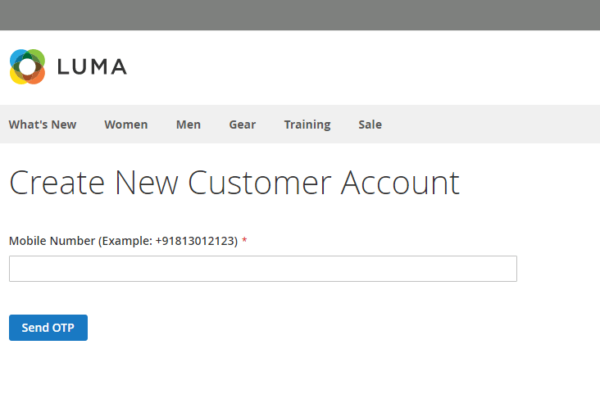 LUMA
What's New Women Men Gear Training Sale
Create New Customer Account
Mobile Number (Example: +91813012123) *
Send OTP